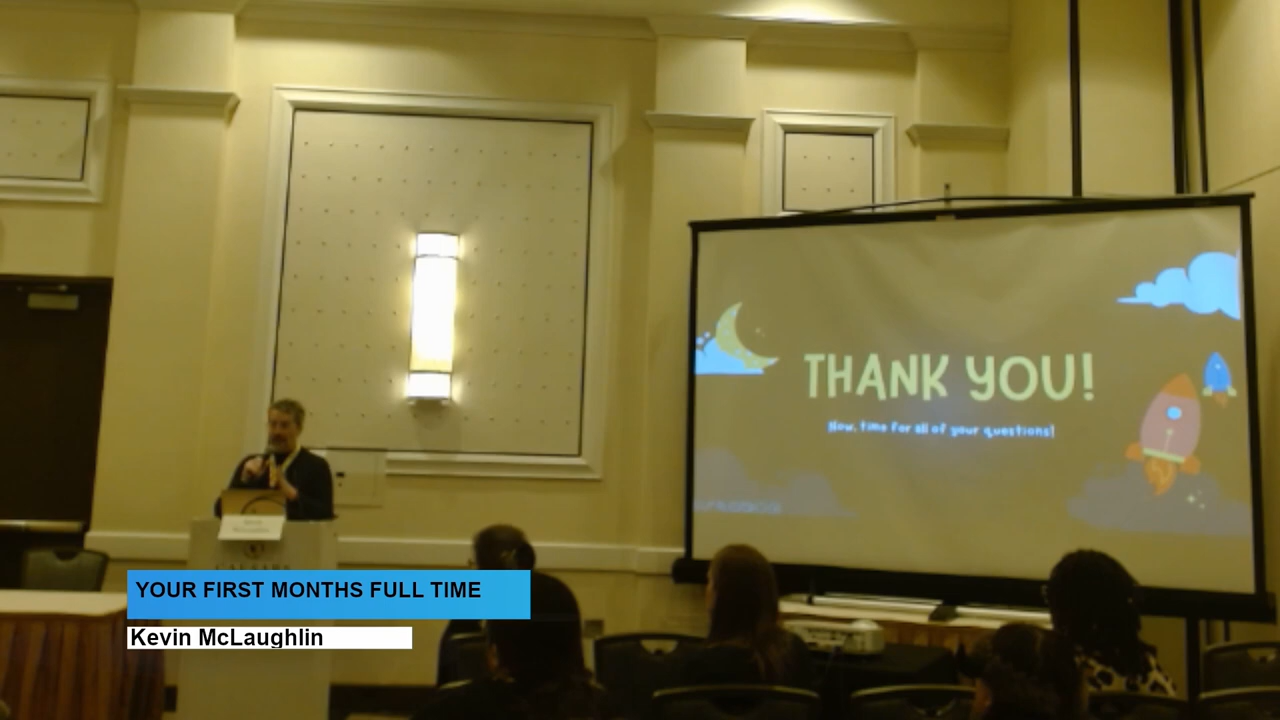 THANK YOU!
Now, time for all of your questions!
YOUR FIRST MONTHS FULL TIME
Kevin McLaughlin